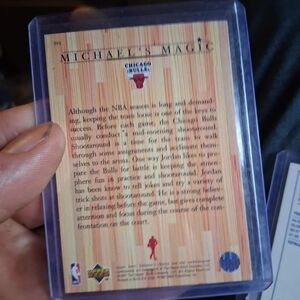 MICHAEL'S MAGIC
CHICAGO
BULLS
Although the NBA season is long and demand-
ing, keeping the team loose is one of the keys to
success. Before each game, the Chicago Bulls
usually conduct a mid-morning shootaround.
Shootaround is a time for the team to walk
through some assignments and acclimate them-
selves to the arena. One way Jordan likes to pre-
pare the Bulls for battle is keeping the atmos-
phere fun is practice and shootaround. Jordan
has been know to tell jokes and try a variety of
trick shots at shootaround. He is a strong believ-
er in relaxing before the game, but gives complete
attention and focus during the course of the con-
frontation on the court.
NBA
UPPER DECK